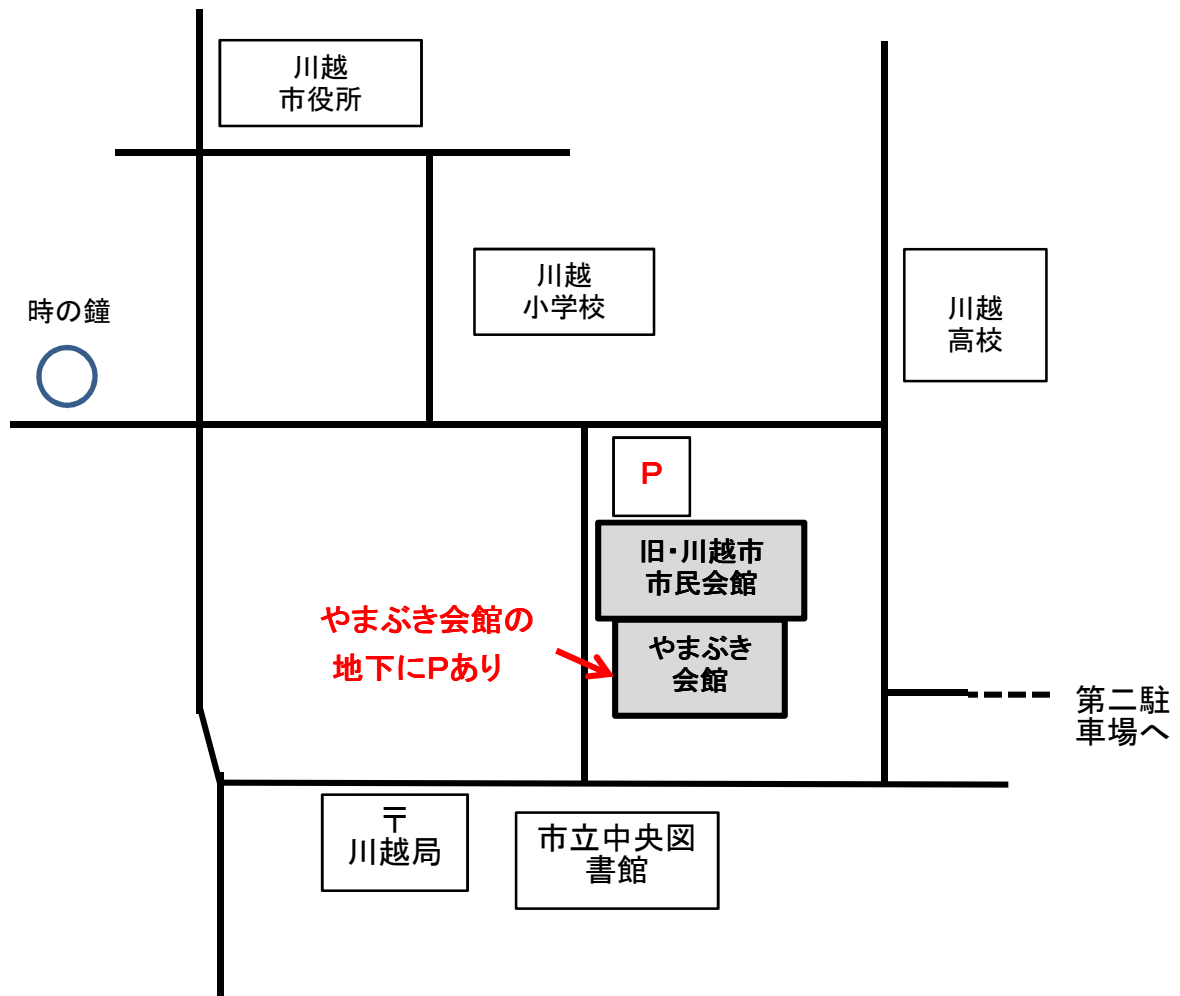 川越
市役所
川越
小学校
時の鐘
川越
高校
P
旧・川越市
市民会館
やまぶき会館の
地下にPあり
やまぶき
会館
第二駐
車場へ
〒
川越局
市立中央図
書館